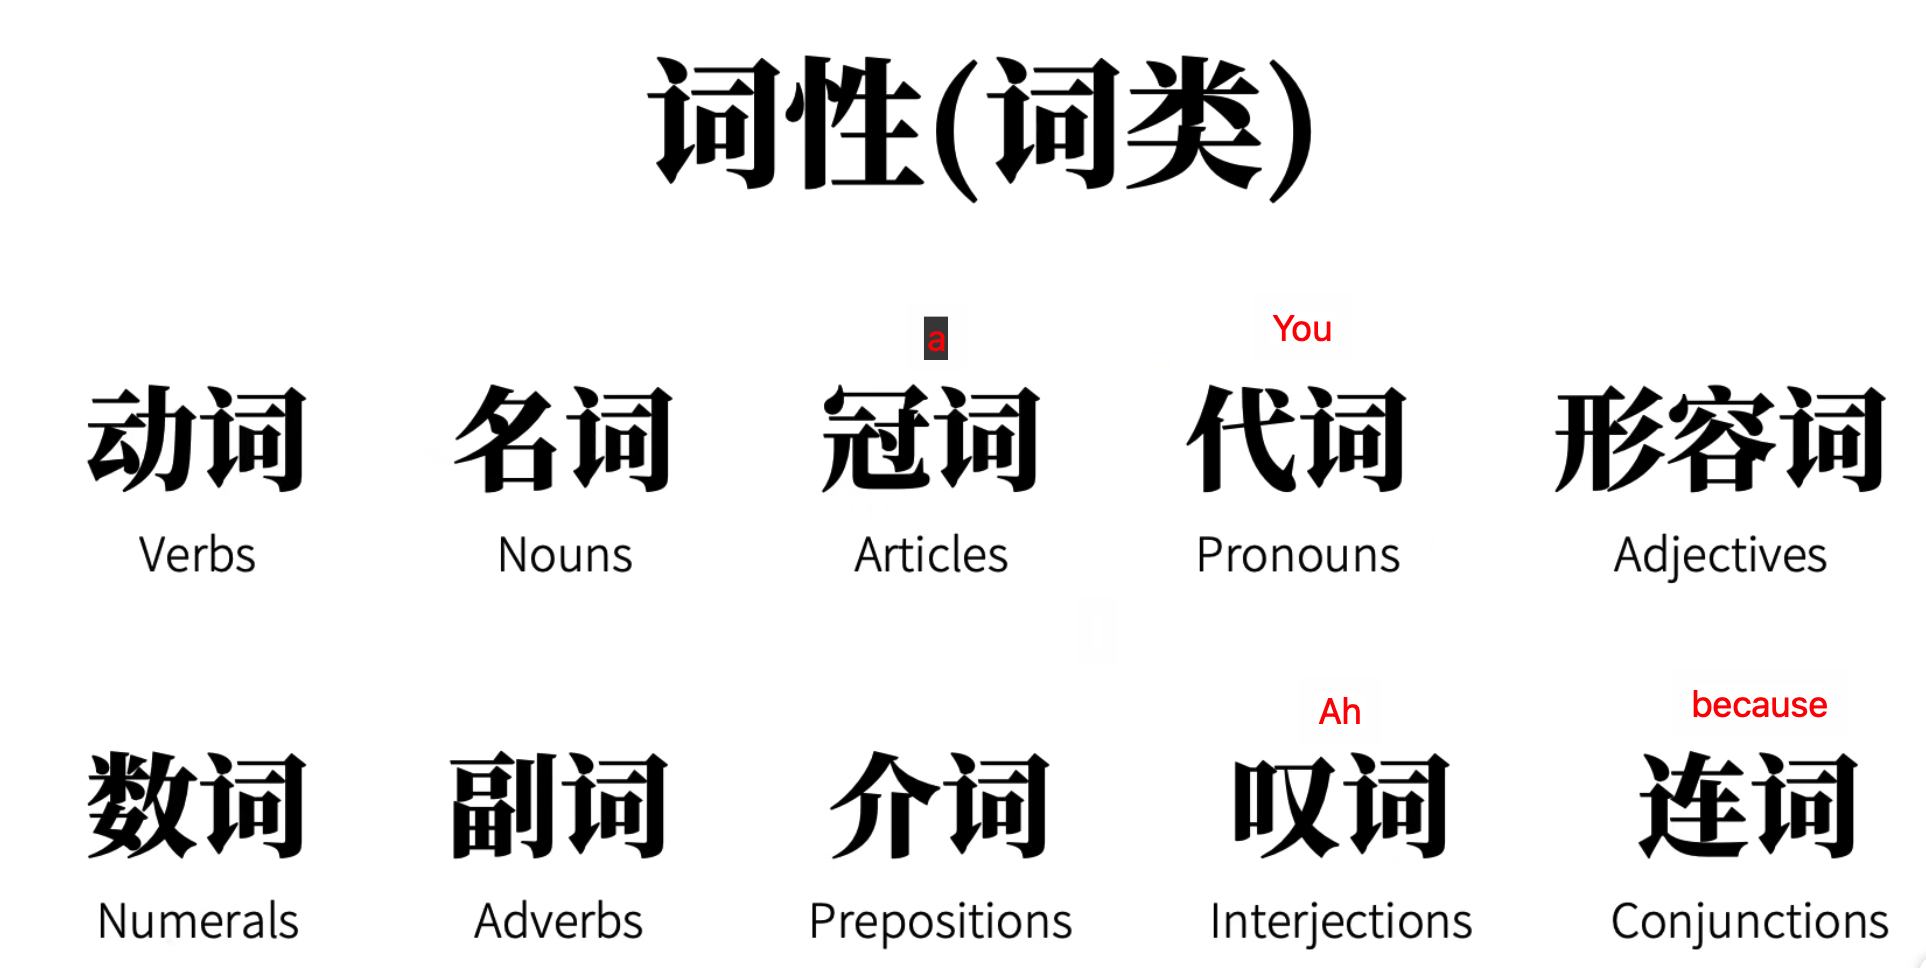 词性(词类)
a You
动词 名词 冠词 代词 形容词
Verbs Nouns Articles Pronouns Adjectives
Ah because
数词 副词 介词 叹词 连词
Numerals Adverbs Prepositions Interjections Conjunctions